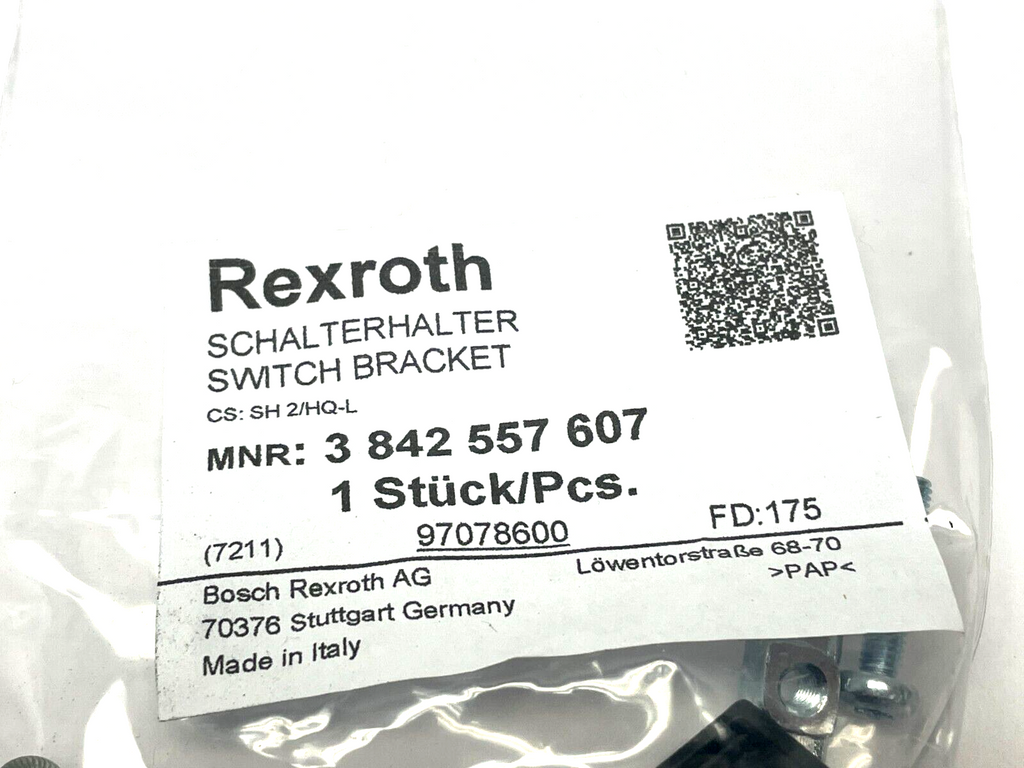 Rexroth
SCHALTERHALTER
SWITCH BRACKET
CS: SH 2/HQ-L
MNR: 3 842 557 607
1 Stück/Pcs.
(7211) 97078600 FD:175
Bosch Rexroth AG Löwentorstraße 68-70
70376 Stuttgart Germany >PAP<
Made in Italy